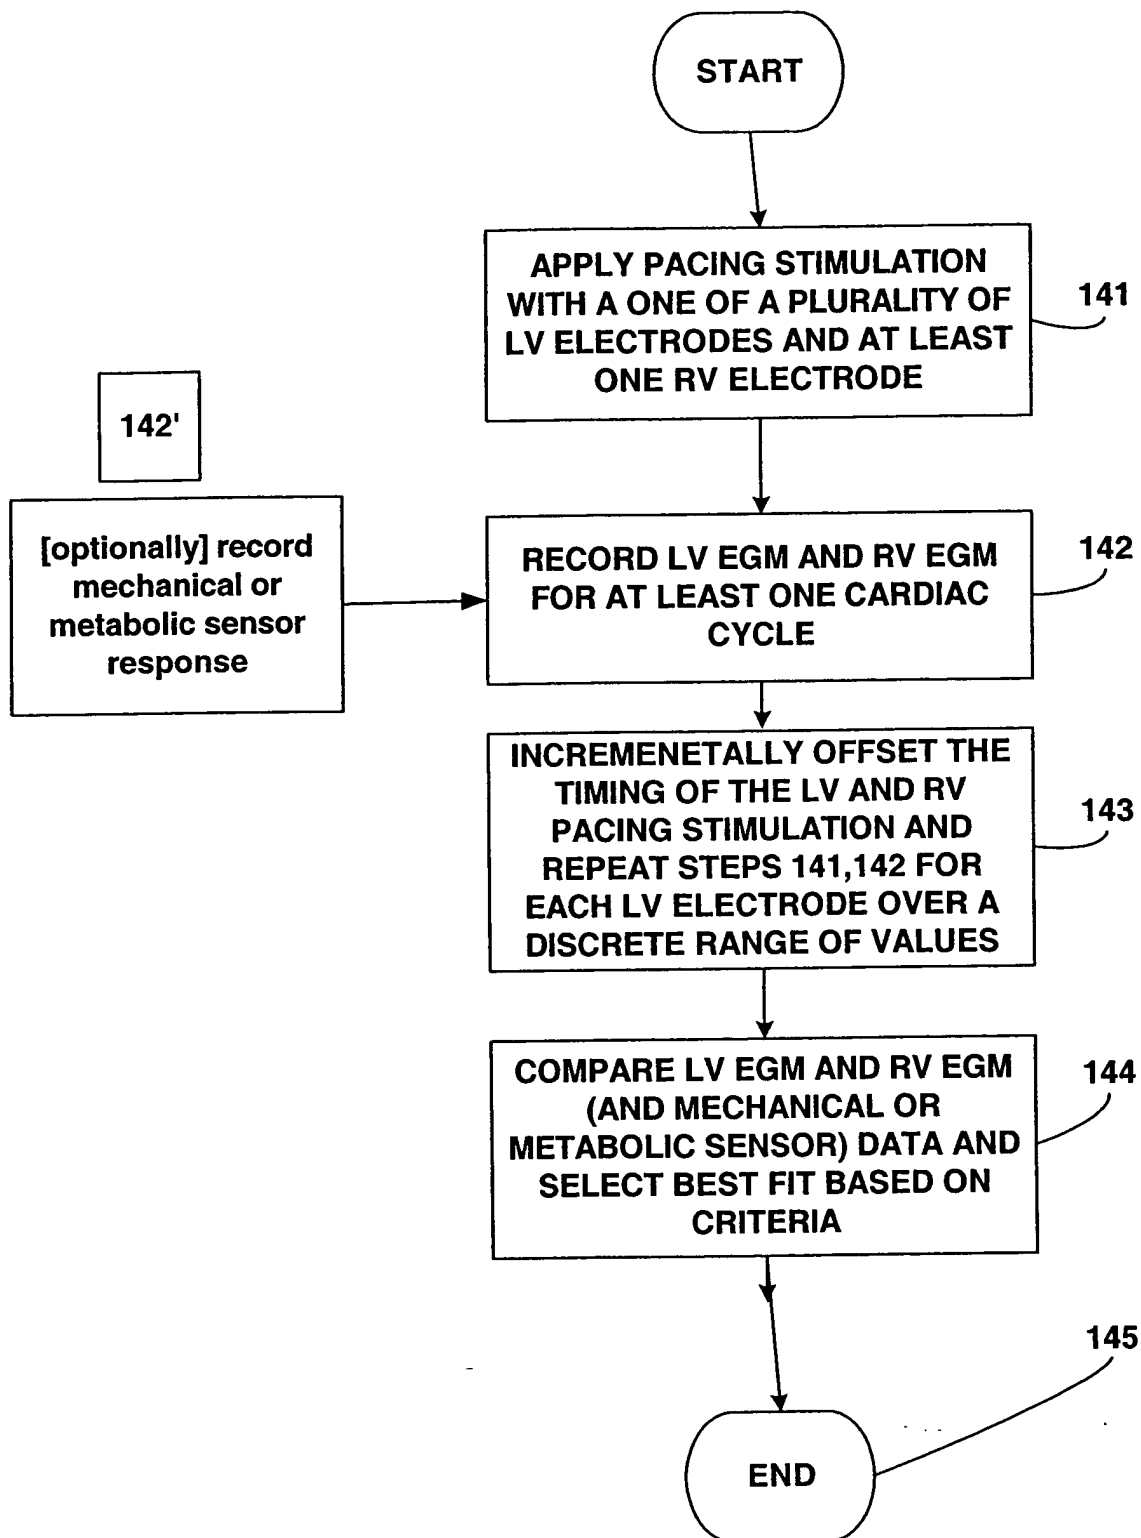 START
APPLY PACING STIMULATION
WITH A ONE OF A PLURALITY OF
LV ELECTRODES AND AT LEAST
ONE RV ELECTRODE
141
142'
[optionally] record
mechanical or
metabolic sensor
response
RECORD LV EGM AND RV EGM
FOR AT LEAST ONE CARDIAC
CYCLE
142
INCREMENETALLY OFFSET THE
TIMING OF THE LV AND RV
PACING STIMULATION AND
REPEAT STEPS 141,142 FOR
EACH LV ELECTRODE OVER A
DISCRETE RANGE OF VALUES
143
COMPARE LV EGM AND RV EGM
(AND MECHANICAL OR
METABOLIC SENSOR) DATA AND
SELECT BEST FIT BASED ON
CRITERIA
144
145
END